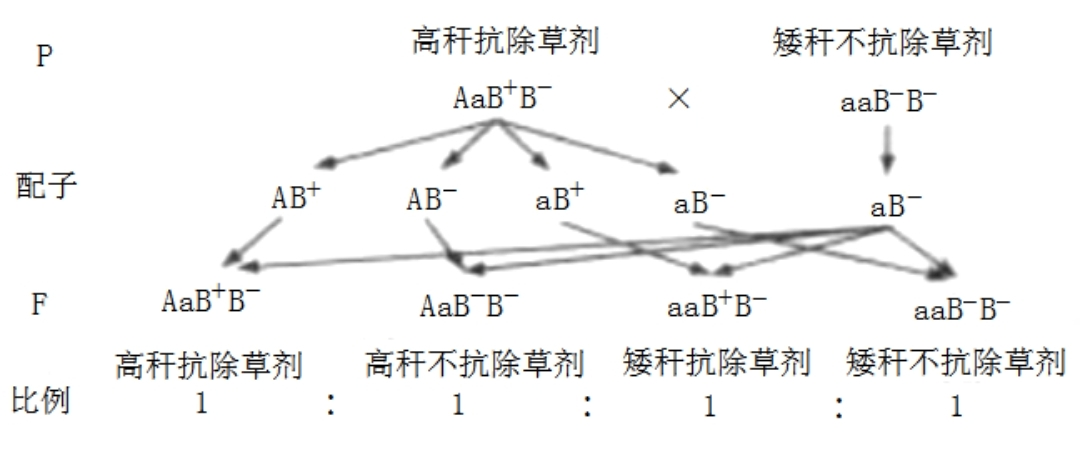 P 高秆抗除草剂 矮秆不抗除草剂
AaB⁺B⁻ × aaB⁻B⁻
配子 AB⁺ AB⁻ aB⁺ aB⁻ aB⁻
F AaB⁺B⁻ AaB⁻B⁻ aaB⁺B⁻ aaB⁻B⁻
高秆抗除草剂 高秆不抗除草剂 矮秆抗除草剂 矮秆不抗除草剂
比例 1 : 1 : 1 : 1